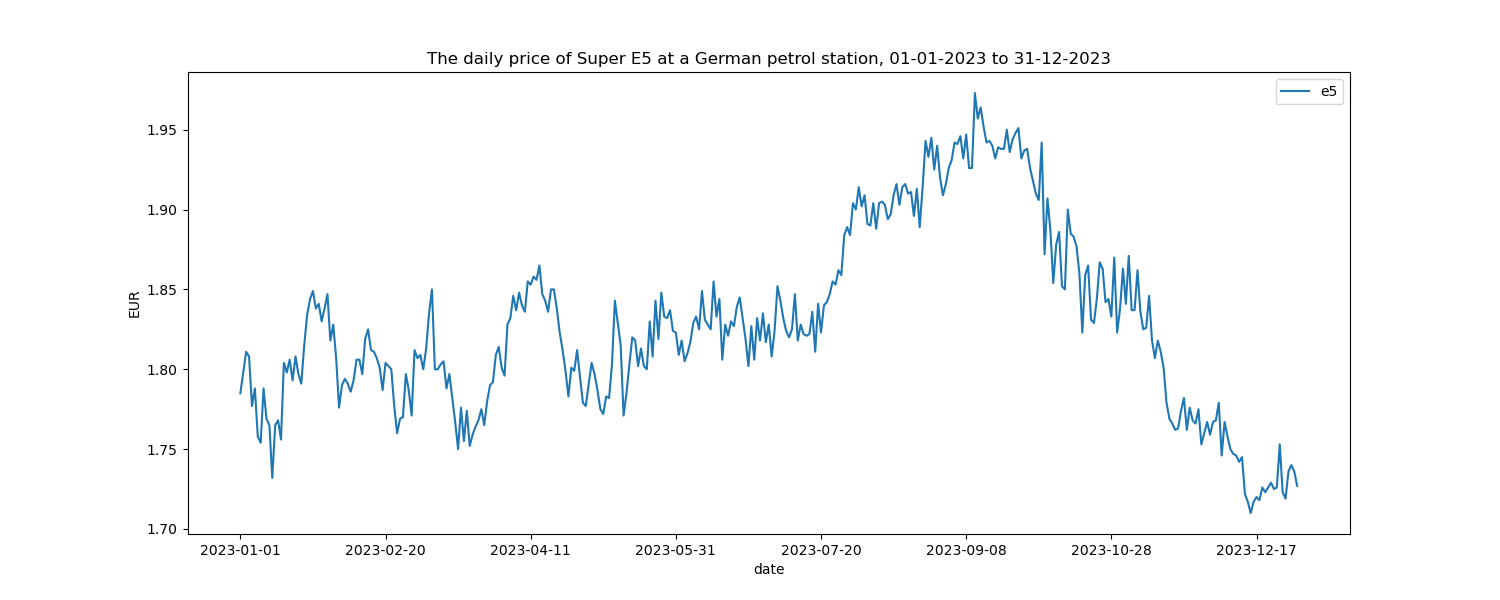 The daily price of Super E5 at a German petrol station, 01-01-2023 to 31-12-2023
e5
1.95
1.90
1.85
1.80
1.75
1.70
EUR
2023-01-01 2023-02-20 2023-04-11 2023-05-31 2023-07-20 2023-09-08 2023-10-28 2023-12-17
date